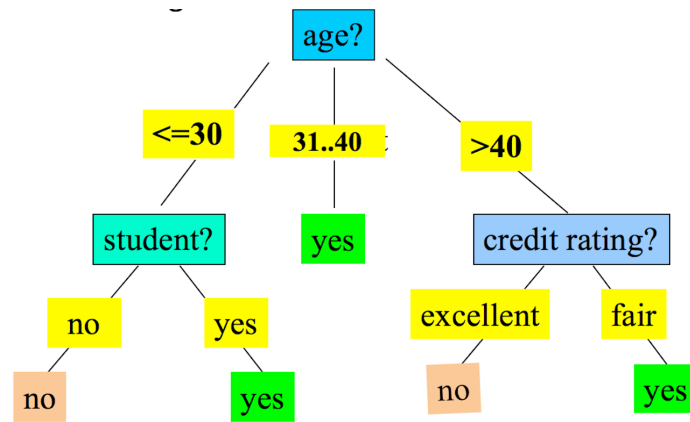 age?
<=30
31..40
>40
student?
yes
credit rating?
no
yes
excellent
fair
no
yes
no
yes